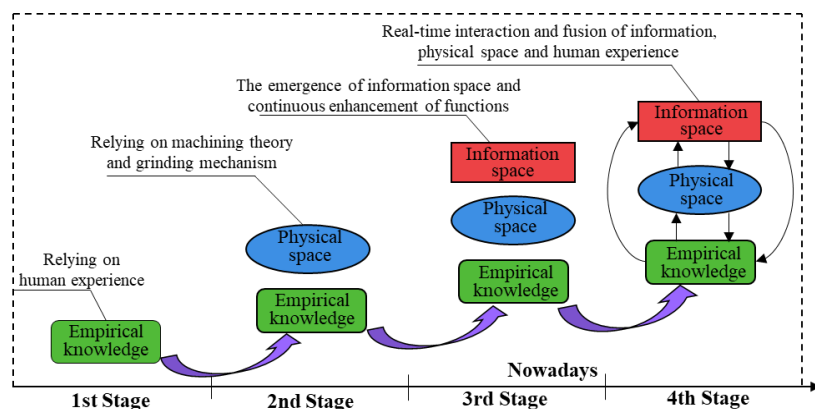 Real-time interaction and fusion of information,
physical space and human experience
The emergence of information space and
continuous enhancement of functions
Relying on machining theory
and grinding mechanism
Relying on
human experience
Empirical
knowledge
Physical
space
Empirical
knowledge
Information
space
Physical
space
Empirical
knowledge
Information
space
Physical
space
Empirical
knowledge
Nowadays
1st Stage
2nd Stage
3rd Stage
4th Stage